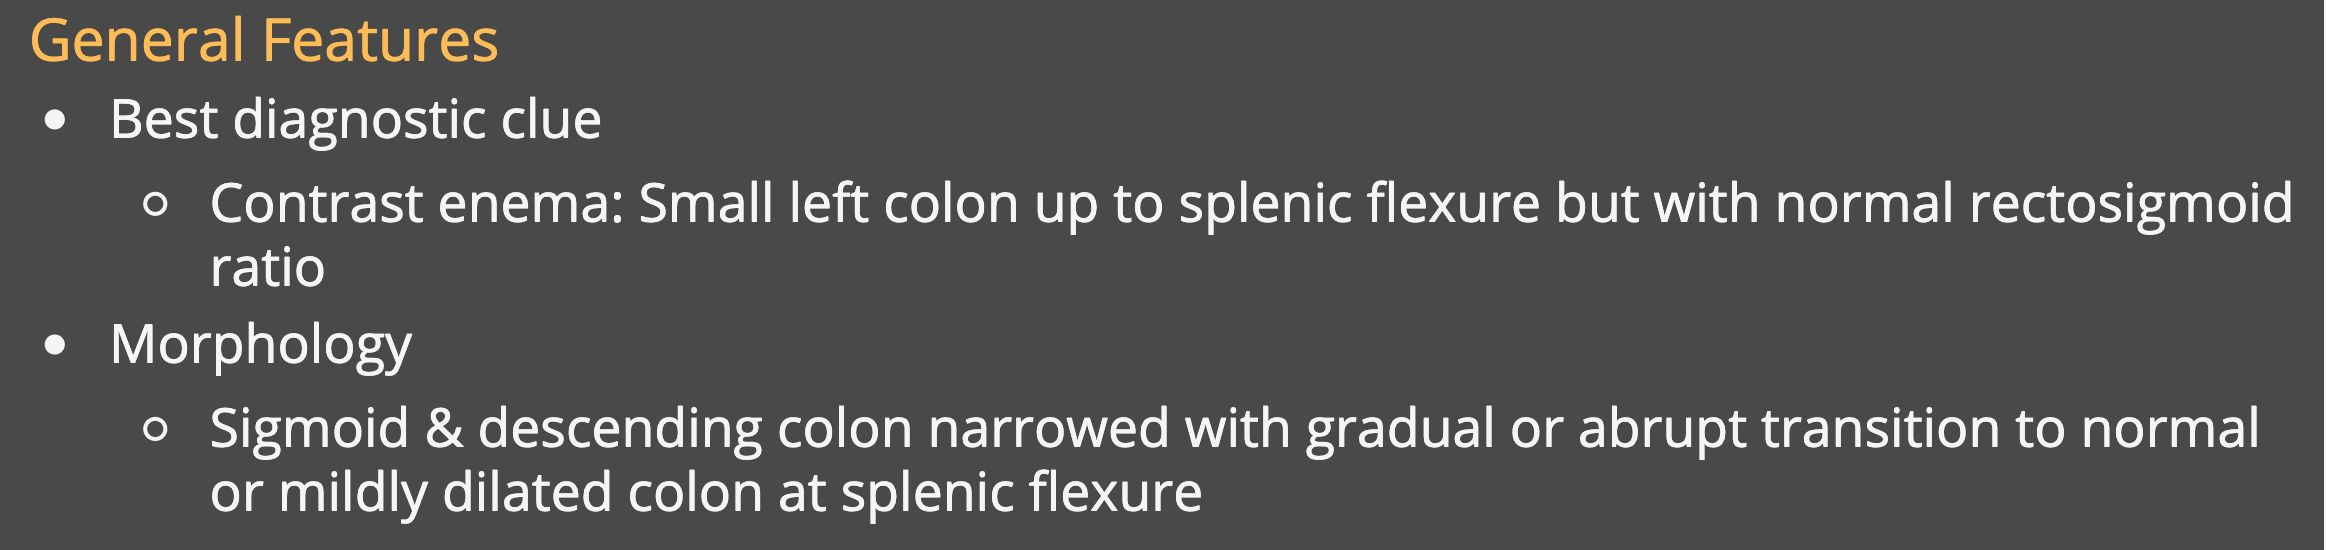 General Features
• Best diagnostic clue
○ Contrast enema: Small left colon up to splenic flexure but with normal rectosigmoid
ratio
• Morphology
○ Sigmoid & descending colon narrowed with gradual or abrupt transition to normal
or mildly dilated colon at splenic flexure